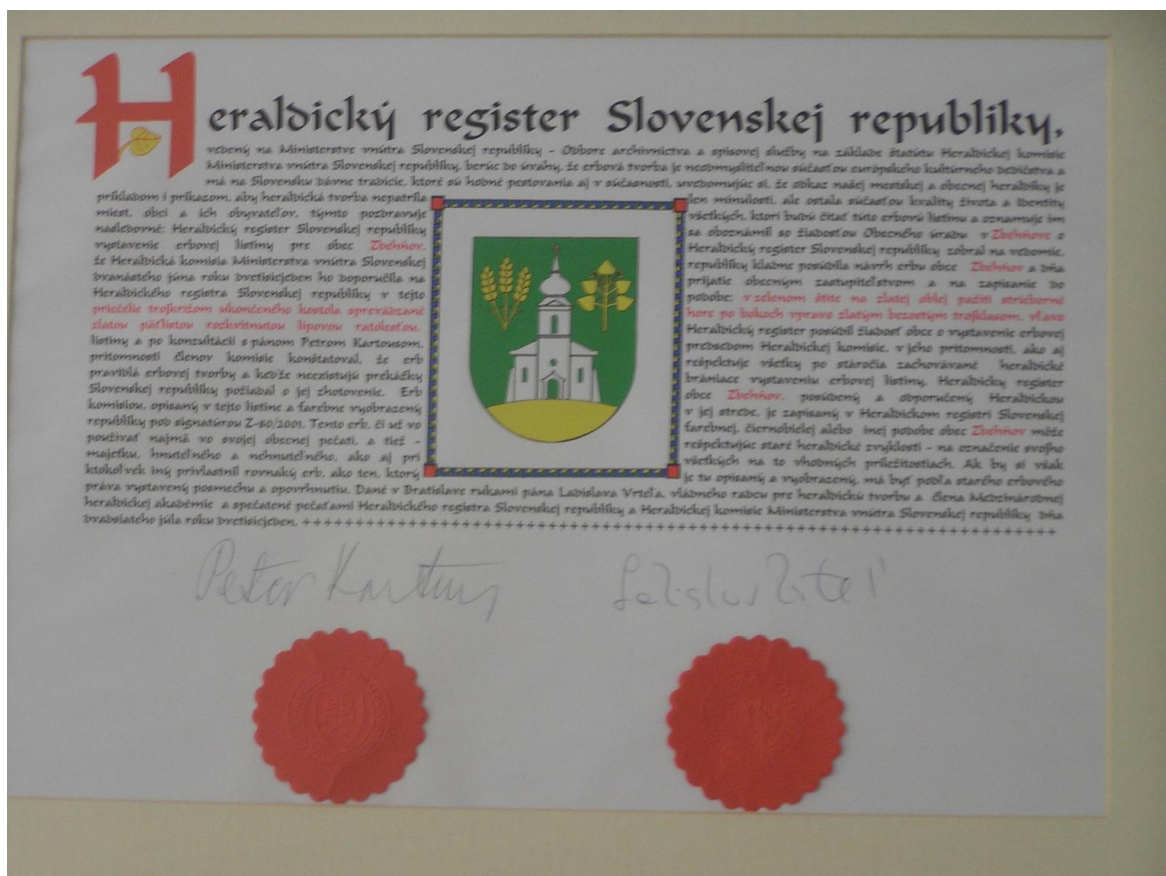 Heraldický register Slovenskej republiky,
vedený na Ministerstve vnútra Slovenskej republiky - Odbore archívnictva a spisovej služby na základe štatútu Heraldickej komisie
Ministerstva vnútra Slovenskej republiky, berúc do úvahy, že erbová tvorba je neodmysliteľnou súčasťou európskeho kultúrneho dedičstva a
má na Slovensku dávne tradície, ktoré sú hodné pestovania aj v súčasnosti, uvedomujúc si, že odkaz našej mestskej a obecnej heraldiky je
príkladom i príkazom, aby heraldická tvorba nepatrila len minulosti, ale ostala súčasťou kvality života a identity
miest, obcí a ich obyvateľov, týmto pozdravuje všetkých, ktorí budú čítať túto erbovú listinu a oznamuje im
nasledovné: Heraldický register Slovenskej republiky sa oboznámil so žiadosťou Obecného úradu v Zbehňove o
vystavenie erbovej listiny pre obec Zbehňov. Heraldický register Slovenskej republiky zobral na vedomie,
že Heraldická komisia Ministerstva vnútra Slovenskej republiky kladne posúdila návrh erbu obce Zbehňov a dňa
dvanásteho júna roku dvetisícjeden ho doporučila na prijatie obecným zastupiteľstvom a na zapísanie do
Heraldického registra Slovenskej republiky v tejto podobe: v zelenom štíte na zlatej oblej pažiti strieborné
priečelie trojkrížom ukončeného kostola sprevádzané hore po bokoch vpravo zlatým bezostým trojklasom, vľavo
zlatou päťlistou rozkvitnutou lipovou ratolesťou. Heraldický register posúdil žiadosť obce o vystavenie erbovej
listiny a po konzultácii s pánom Petrom Kartousom, predsedom Heraldickej komisie, v jeho prítomnosti, ako aj
prítomnosti členov komisie konštatoval, že erb rešpektuje všetky po stáročia zachovávané heraldické
pravidlá erbovej tvorby a keďže neexistujú prekážky brániace vystaveniu erbovej listiny, Heraldický register
Slovenskej republiky požiadal o jej zhotovenie. Erb obce Zbehňov, posúdený a odporučený Heraldickou
komisiou, opísaný v tejto listine a farebne vyobrazený v jej strede, je zapísaný v Heraldickom registri Slovenskej
republiky pod signatúrou Z-80/2001. Tento erb, či už vo farebnej, čiernobielej alebo inej podobe obec Zbehňov môže
používať najmä vo svojej obecnej pečati, a tiež - rešpektujúc staré heraldické zvyklosti - na označenie svojho
majetku, hnuteľného a nehnuteľného, ako aj pri všetkých na to vhodných príležitostiach. Ak by si však
ktokoľvek iný privlastnil rovnaký erb, ako ten, ktorý je tu opísaný a vyobrazený, má byť podľa starého erbového
práva vystavený posmechu a opovrhnutiu. Dané v Bratislave rukami pána Ladislava Vrteľa, vládneho radcu pre heraldickú tvorbu a člena Medzinárodnej
heraldickej akadémie a spečatené pečaťami Heraldického registra Slovenskej republiky a Heraldickej komisie Ministerstva vnútra Slovenskej republiky dňa
dvadsiateho júla roku dvetisícjeden.
Peter Kartous Ladislav Vrteľ